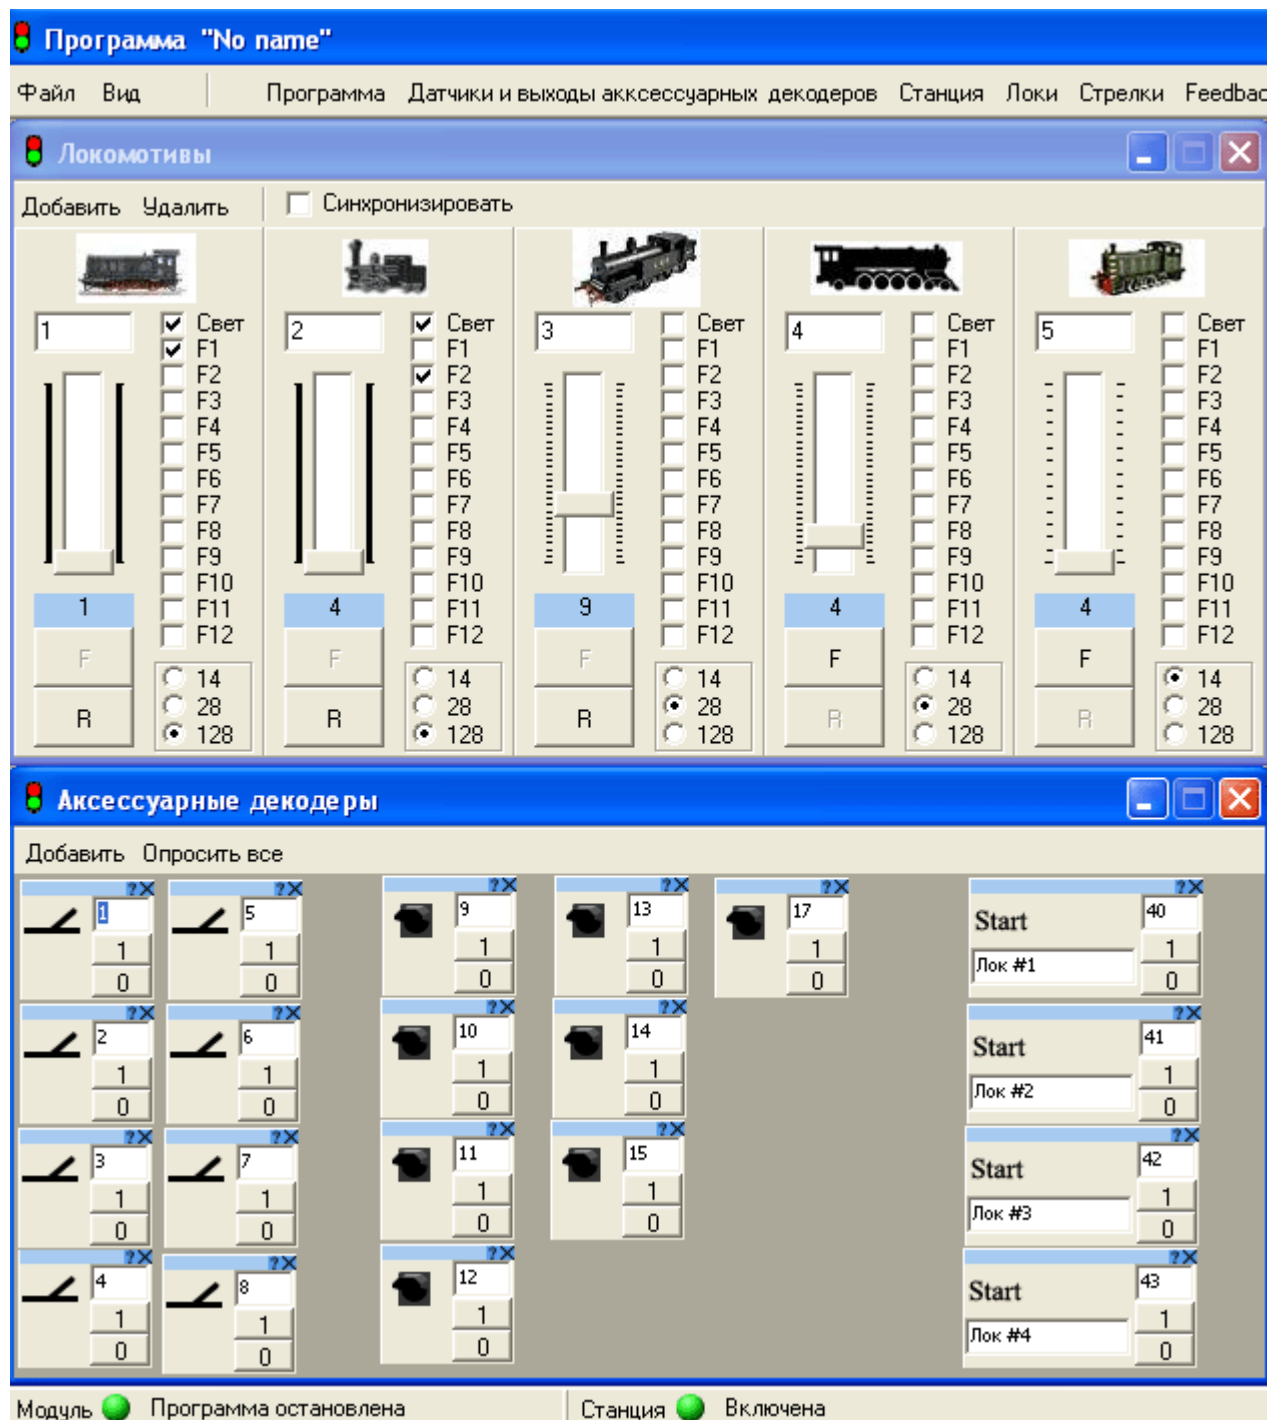 Программа "No name"
Файл Вид Программа Датчики и выходы акксессуарных декодеров Станция Локи Стрелки Feedbac
Локомотивы
Добавить Удалить Синхронизировать
1 Свет 2 Свет 3 Свет 4 Свет 5 Свет
F1 F1 F1 F1 F1
F2 F2 F2 F2 F2
F3 F3 F3 F3 F3
F4 F4 F4 F4 F4
F5 F5 F5 F5 F5
F6 F6 F6 F6 F6
F7 F7 F7 F7 F7
F8 F8 F8 F8 F8
F9 F9 F9 F9 F9
F10 F10 F10 F10 F10
1 F11 4 F11 9 F11 4 F11 4 F11
F12 F12 F12 F12 F12
F F F F F
14 14 14 14 14
R 28 R 28 R 28 R 28 R 28
128 128 128 128 128
Аксессуарные декодеры
Добавить Опросить все
?X ?X ?X ?X ?X ?X
1 5 9 13 17 Start 40
1 1 1 1 1 1
Лок #1
0 0 0 0 0 0
?X ?X ?X ?X ?X
2 6 10 14 Start 41
1 1 1 1 1
Лок #2
0 0 0 0 0
?X ?X ?X ?X ?X
3 7 11 15 Start 42
1 1 1 1 1
Лок #3
0 0 0 0 0
?X ?X ?X ?X
4 8 12 Start 43
1 1 1 1
Лок #4
0 0 0 0
Модуль Программа остановлена Станция Включена